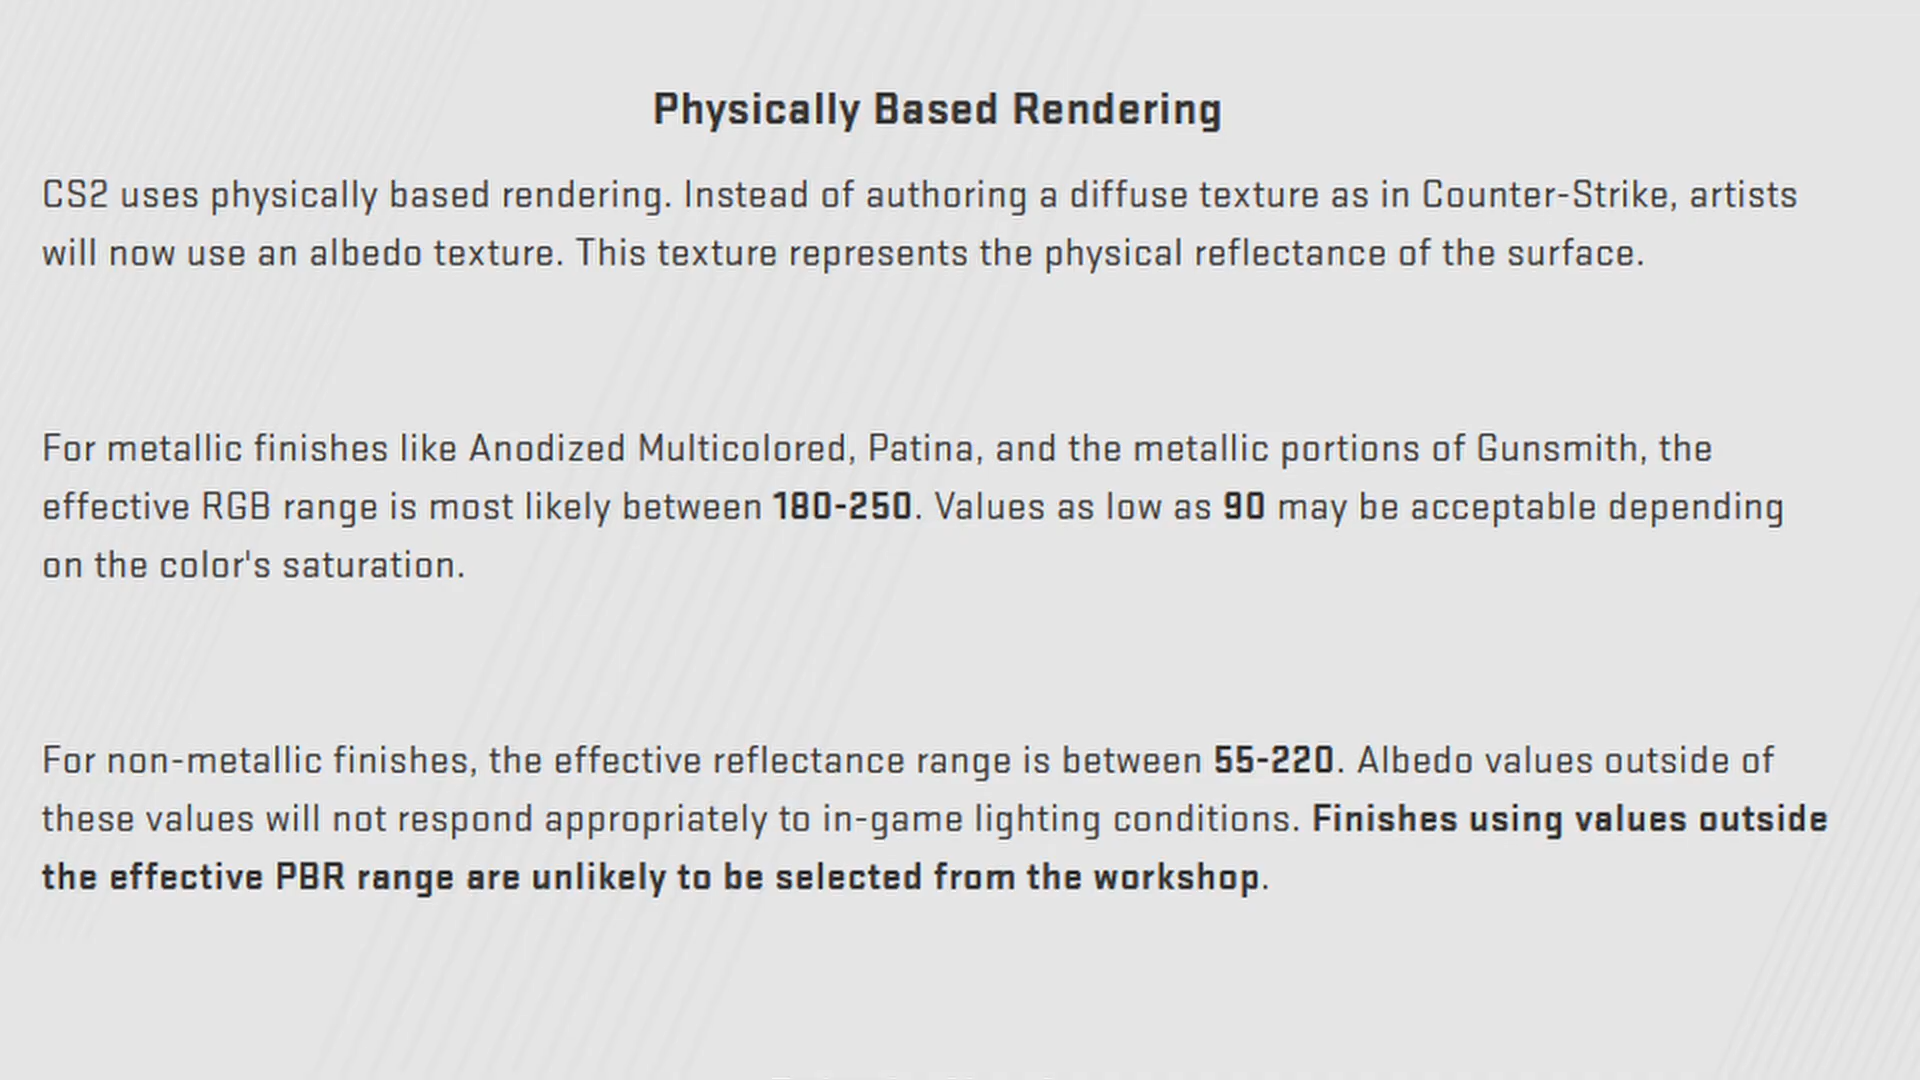 Physically Based Rendering
CS2 uses physically based rendering. Instead of authoring a diffuse texture as in Counter-Strike, artists
will now use an albedo texture. This texture represents the physical reflectance of the surface.
For metallic finishes like Anodized Multicolored, Patina, and the metallic portions of Gunsmith, the
effective RGB range is most likely between 180-250. Values as low as 90 may be acceptable depending
on the color's saturation.
For non-metallic finishes, the effective reflectance range is between 55-220. Albedo values outside of
these values will not respond appropriately to in-game lighting conditions. Finishes using values outside
the effective PBR range are unlikely to be selected from the workshop.